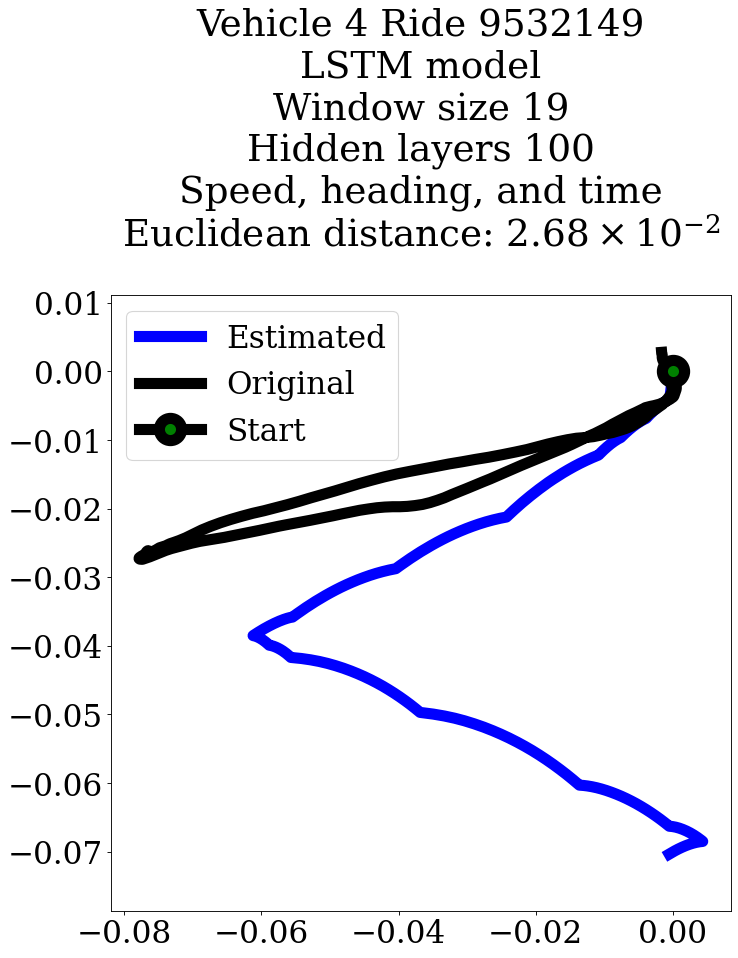 Vehicle 4 Ride 9532149
LSTM model
Window size 19
Hidden layers 100
Speed, heading, and time
Euclidean distance: 2.68 × 10⁻²
Estimated
Original
Start
0.01
0.00
−0.01
−0.02
−0.03
−0.04
−0.05
−0.06
−0.07
−0.08 −0.06 −0.04 −0.02 0.00